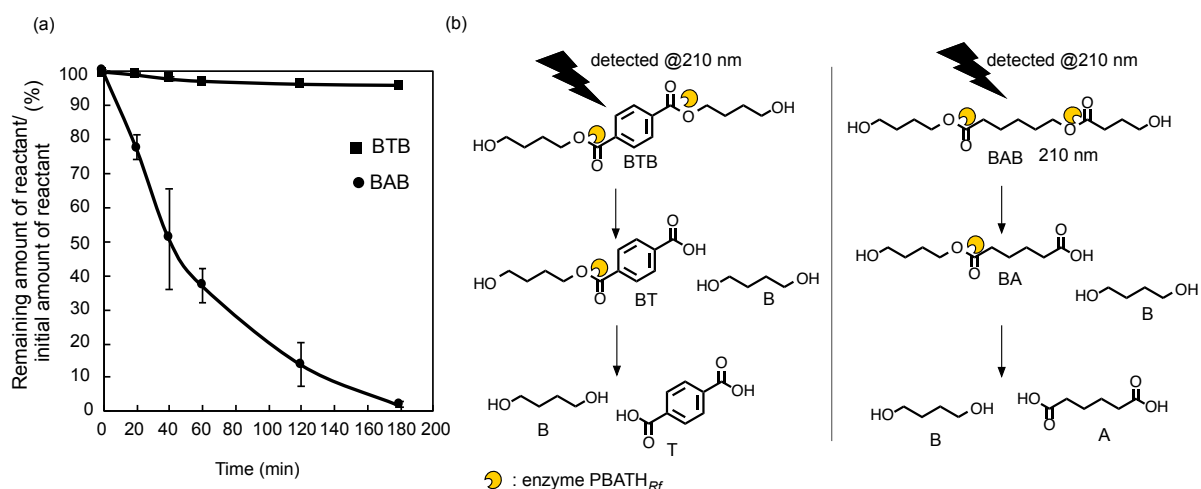 (a)
Remaining amount of reactant/
initial amount of reactant (%)
100
90
80
70
60
50
40
30
20
10
0
BTB
BAB
0 20 40 60 80 100 120 140 160 180 200
Time (min)
(b)
detected @210 nm
HO
O
O
O
O
OH
BTB
HO
O
O
O
OH
BT
HO
OH
B
HO
OH
B
HO
O
O
OH
T
: enzyme PBATH_Rf
detected @210 nm
HO
O
O
O
O
OH
BAB
210 nm
HO
O
O
O
OH
BA
HO
OH
B
HO
OH
B
HO
O
O
OH
A